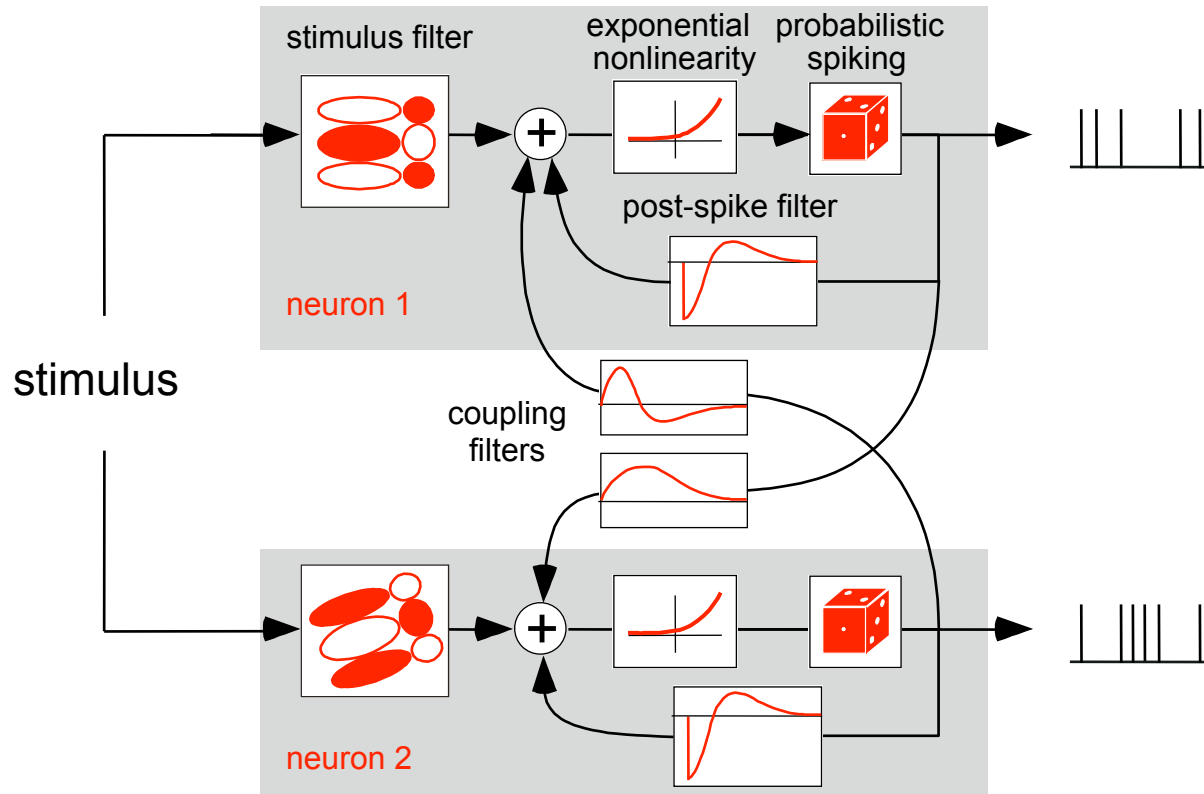 stimulus filter
exponential
nonlinearity
probabilistic
spiking
+
post-spike filter
neuron 1
stimulus
coupling
filters
+
neuron 2